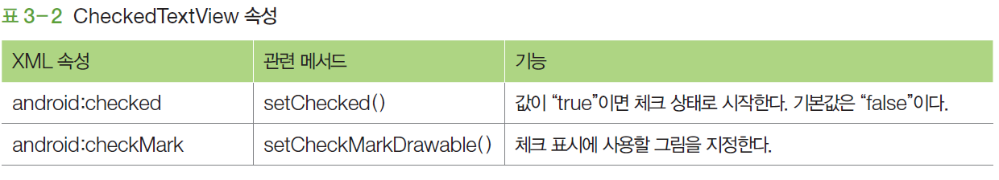 표 3-2 CheckedTextView 속성
XML 속성 관련 메서드 기능
android:checked setChecked() 값이 “true”이면 체크 상태로 시작한다. 기본값은 “false”이다.
android:checkMark setCheckMarkDrawable() 체크 표시에 사용할 그림을 지정한다.